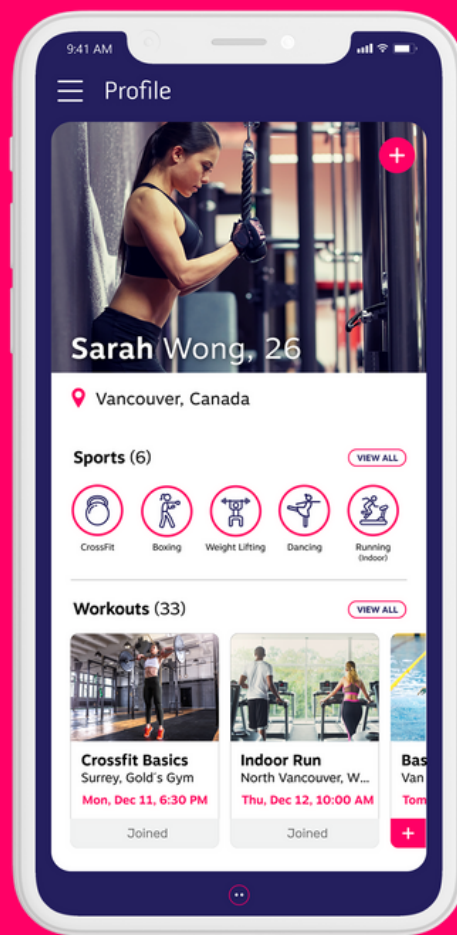 9:41 AM
Profile
+
Sarah Wong, 26
Vancouver, Canada
Sports (6)
VIEW ALL
CrossFit
Boxing
Weight Lifting
Dancing
Running
(Indoor)
Workouts (33)
VIEW ALL
Crossfit Basics
Surrey, Gold´s Gym
Mon, Dec 11, 6:30 PM
Joined
Indoor Run
North Vancouver, W...
Thu, Dec 12, 10:00 AM
Joined
Bas
Van
Tom
+